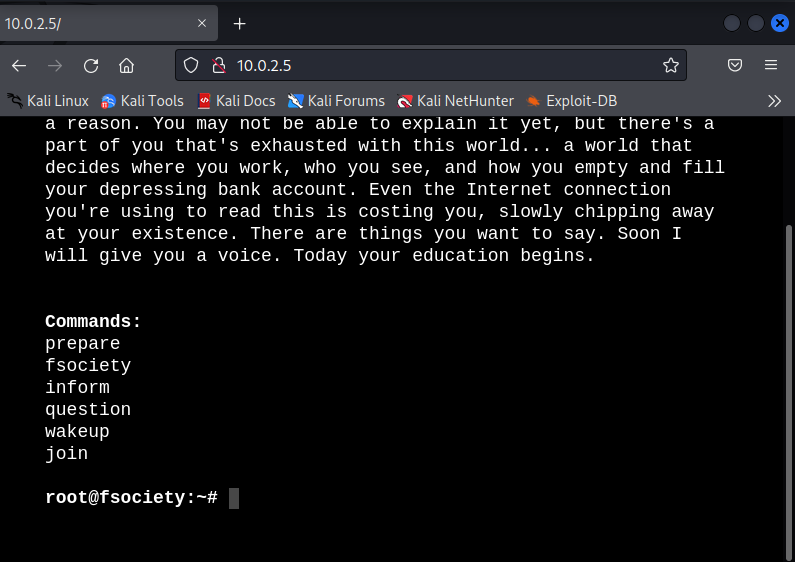 10.0.2.5/
10.0.2.5
Kali Linux Kali Tools Kali Docs Kali Forums Kali NetHunter Exploit-DB
a reason. You may not be able to explain it yet, but there's a
part of you that's exhausted with this world... a world that
decides where you work, who you see, and how you empty and fill
your depressing bank account. Even the Internet connection
you're using to read this is costing you, slowly chipping away
at your existence. There are things you want to say. Soon I
will give you a voice. Today your education begins.
Commands:
prepare
fsociety
inform
question
wakeup
join
root@fsociety:~#